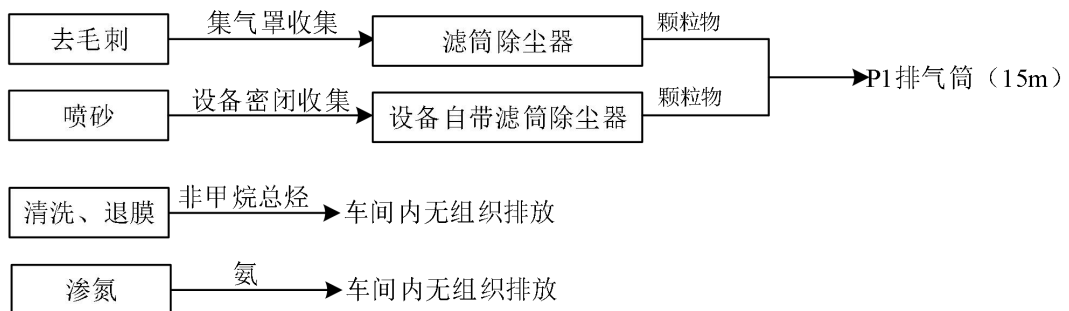 去毛刺
集气罩收集
滤筒除尘器
颗粒物
P1排气筒（15m）
喷砂
设备密闭收集
设备自带滤筒除尘器
颗粒物
清洗、退膜
非甲烷总烃
车间内无组织排放
渗氮
氨
车间内无组织排放